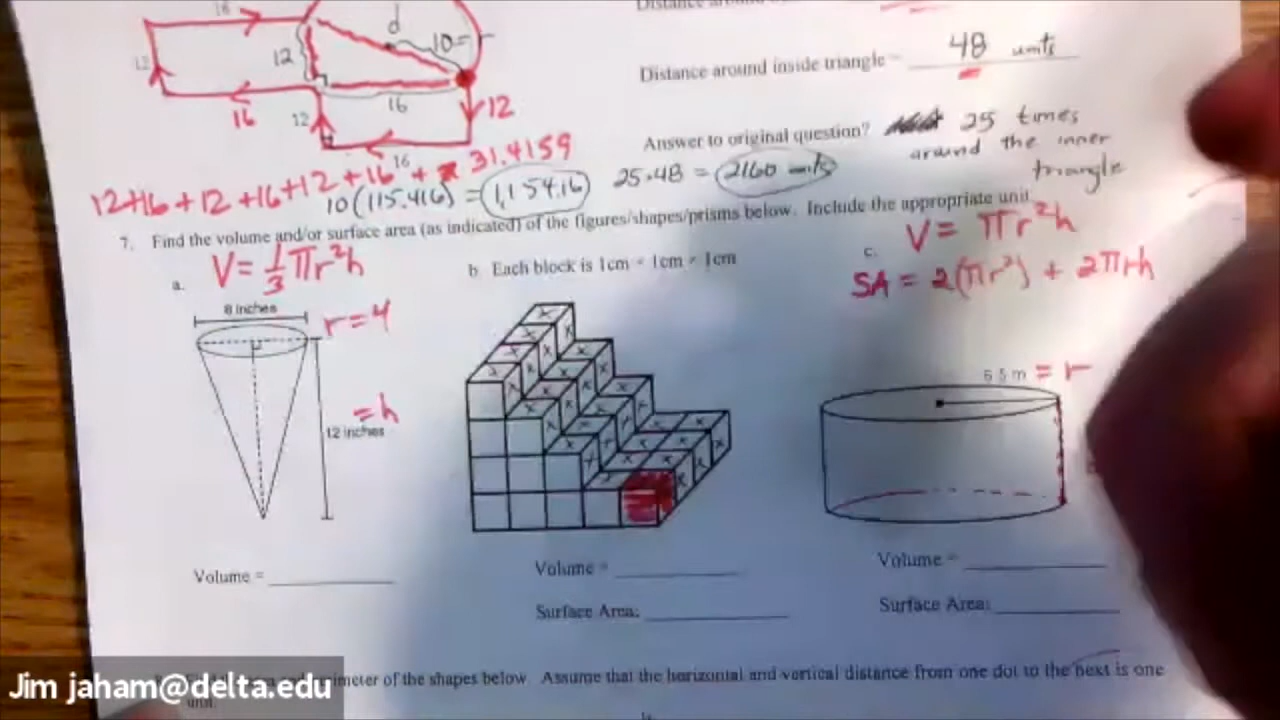 12
d
10 = r
12
16
12
16
12
16
12+16+12+16+12+16+ 31.4159
10(115.416) = 1,154.16
Distance around inside triangle = 48 units
Answer to original question? 25 times around the inner triangle
25.48 = 2160 units
7. Find the volume and/or surface area (as indicated) of the figures/shapes/prisms below. Include the appropriate unit.
a. V = 1/3 πr²h
8 inches
r = 4
= h
12 inches
Volume =
b. Each block is 1cm × 1cm × 1cm
Volume =
Surface Area:
c. V = πr²h
SA = 2(πr²) + 2πrh
6.5 m = r
Volume =
Surface Area:
perimeter of the shapes below. Assume that the horizontal and vertical distance from one dot to the next is one
unit.
Jim jaham@delta.edu